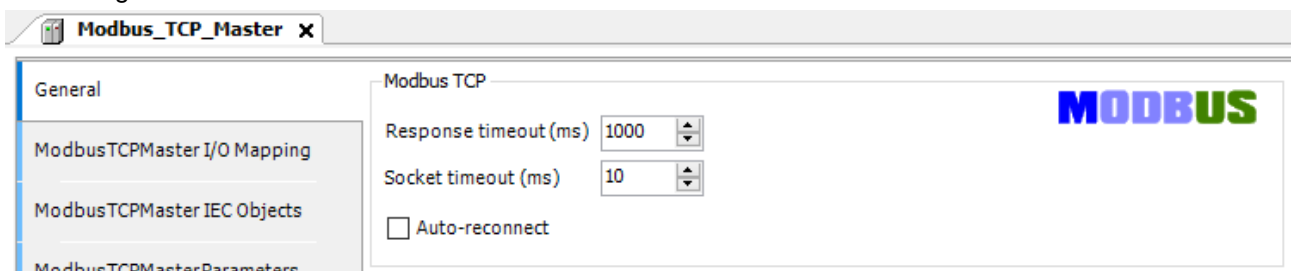 Modbus_TCP_Master x
General
Modbus TCP
MODBUS
Response timeout (ms) 1000
ModbusTCPMaster I/O Mapping
Socket timeout (ms) 10
ModbusTCPMaster IEC Objects
Auto-reconnect
ModbusTCPMasterParameters